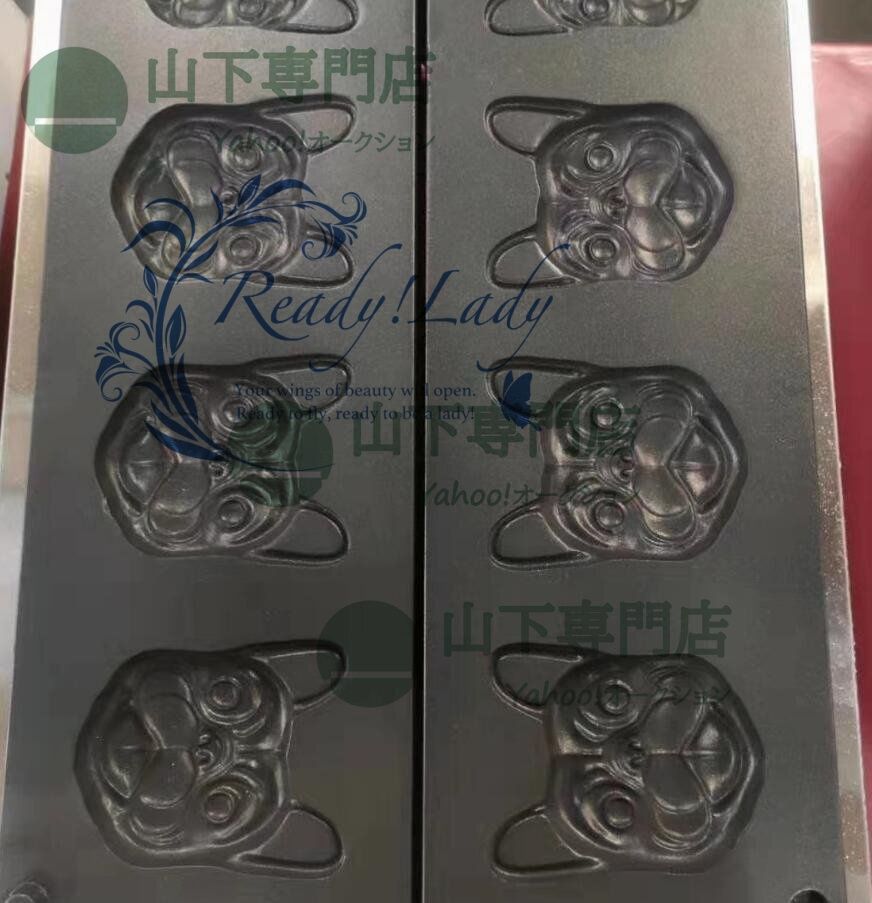 山下専門店
Yahoo!オークション
Ready!Lady
Your wings of beauty will open.
Ready to fly, ready to be a lady!
山下専門店
Yahoo!オークション
山下専門店
Yahoo!オークション